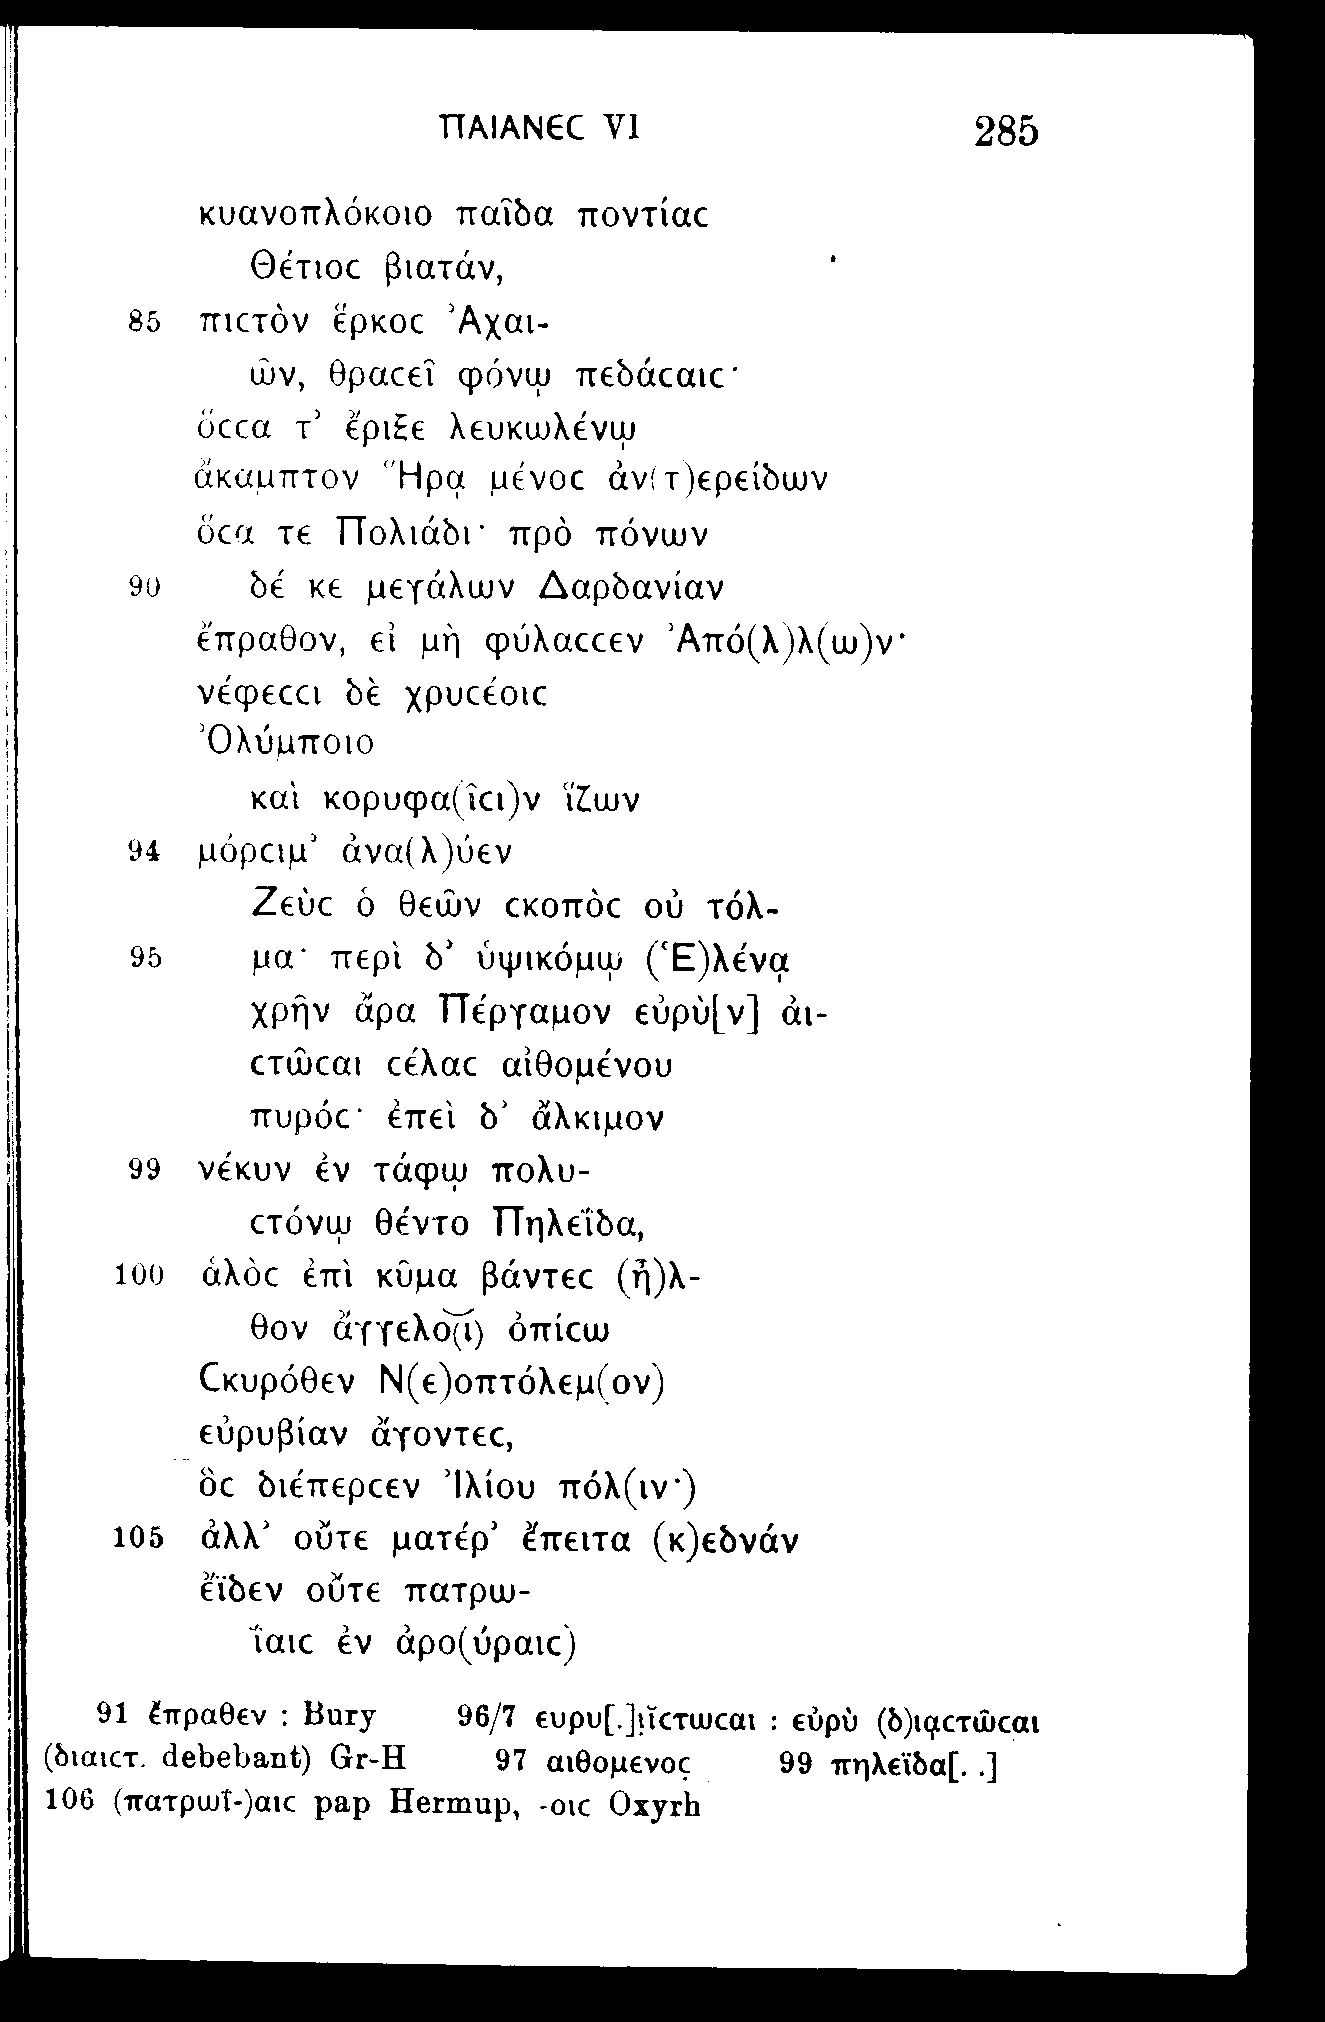 ΠΑΙΑΝЄϹ VI 285
κυανοπλόκοιο παῖδα ποντίαϲ
Θέτιοϲ βιατάν,
85 πιϲτὸν ἕρκοϲ Ἀχαι-
ῶν, θραϲεῖ φόνῳ πεδάϲαιϲ·
ὅϲϲα τ’ ἔριξε λευκωλένῳ
ἄκαμπτον Ἥρᾳ μένοϲ ἀν(τ)ερείδων
ὅϲα τε Πολιάδι· πρὸ πόνων
90 δέ κε μεγάλων Δαρδανίαν
ἔπραθον, εἰ μὴ φύλαϲϲεν Ἀπό(λ)λ(ω)ν·
νέφεϲϲι δὲ χρυϲέοιϲ
Ὀλύμποιο
καὶ κορυφα(ῖϲι)ν ἵζων
94 μόρϲιμ’ ἀνα(λ)ύεν
Ζεὺϲ ὁ θεῶν ϲκοπὸϲ οὐ τόλ-
95 μα· περὶ δ’ ὑψικόμῳ (Ἑ)λένᾳ
χρῆν ἄρα Πέργαμον εὐρὺ[ν] ἀι-
ϲτῶϲαι ϲέλαϲ αἰθομένου
πυρόϲ· ἐπεὶ δ’ ἄλκιμον
99 νέκυν ἐν τάφῳ πολυ-
ϲτόνῳ θέντο Πηλεΐδα,
100 ἁλὸϲ ἐπὶ κῦμα βάντεϲ (ἦ)λ-
θον ἄγγελο(ι) ὀπίϲω
Ϲκυρόθεν Ν(ε)οπτόλεμ(ον)
εὐρυβίαν ἄγοντεϲ,
ὃϲ διέπερϲεν Ἰλίου πόλ(ιν·)
105 ἀλλ’ οὔτε ματέρ’ ἔπειτα (κ)εδνάν
ἔϊδεν οὔτε πατρω-
ΐαιϲ ἐν ἀρο(ύραιϲ)
91 ἔπραθεν : Bury 96/7 ευρυ[.]ι̣ϊϲτωϲαι : εὐρὺ (δ)ια̣ϲτῶϲαι
(διαιϲτ. debebant) Gr-H 97 αιθομενοϲ̣ 99 πηλεϊδα[. .]
106 (πατρωΐ-)αιϲ pap Hermup, -οιϲ Oxyrh